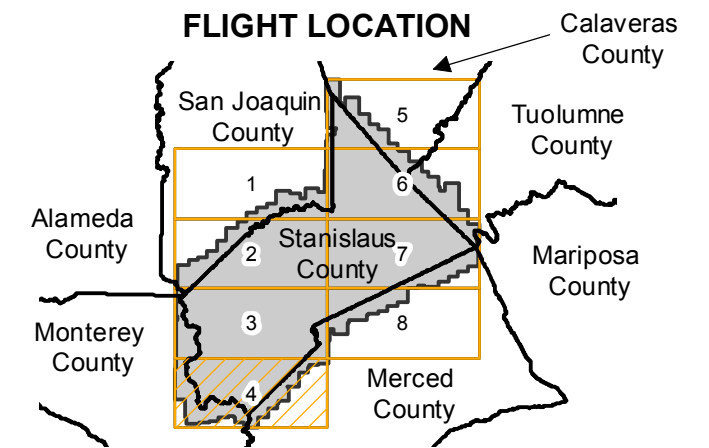 FLIGHT LOCATION
Calaveras
County
San Joaquin
County
5
Tuolumne
County
1
6
Alameda
County
2
Stanislaus
County
7
Mariposa
County
Monterey
County
3
8
4
Merced
County